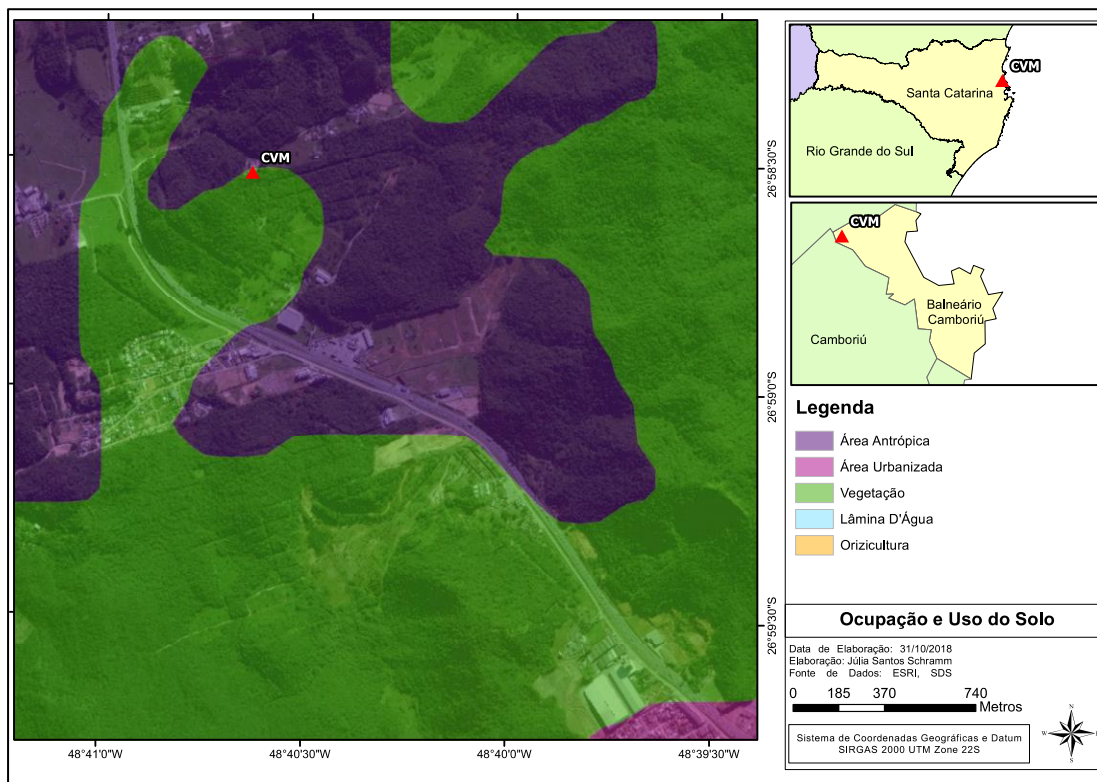 CVM
26°58'30"S
26°59'0"S
26°59'30"S
48°41'0"W
48°40'30"W
48°40'0"W
48°39'30"W
CVM
Santa Catarina
Rio Grande do Sul
CVM
Balneário
Camboriú
Camboriú
Legenda
Área Antrópica
Área Urbanizada
Vegetação
Lâmina D'Água
Orizicultura
Ocupação e Uso do Solo
Data de Elaboração: 31/10/2018
Elaboração: Júlia Santos Schramm
Fonte de Dados: ESRI, SDS
0 185 370 740
Metros
Sistema de Coordenadas Geográficas e Datum
SIRGAS 2000 UTM Zone 22S
N
W
E
S